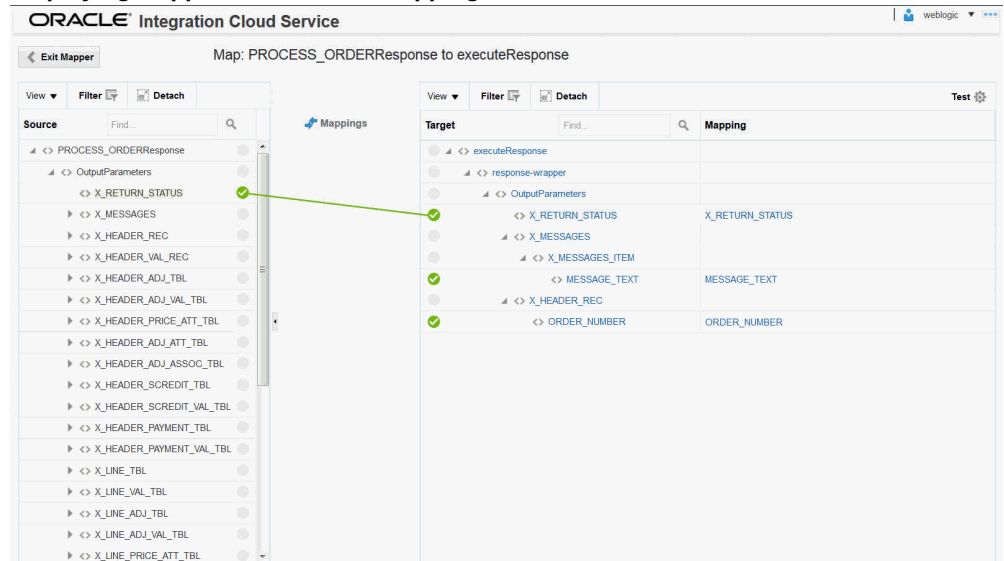 ORACLE Integration Cloud Service
weblogic
Exit Mapper
Map: PROCESS_ORDERResponse to executeResponse
View Filter Detach
Source Find...
PROCESS_ORDERResponse
OutputParameters
X_RETURN_STATUS
X_MESSAGES
X_HEADER_REC
X_HEADER_VAL_REC
X_HEADER_ADJ_TBL
X_HEADER_ADJ_VAL_TBL
X_HEADER_PRICE_ATT_TBL
X_HEADER_ADJ_ATT_TBL
X_HEADER_ADJ_ASSOC_TBL
X_HEADER_SCREDIT_TBL
X_HEADER_SCREDIT_VAL_TBL
X_HEADER_PAYMENT_TBL
X_HEADER_PAYMENT_VAL_TBL
X_LINE_TBL
X_LINE_VAL_TBL
X_LINE_ADJ_TBL
X_LINE_ADJ_VAL_TBL
X_LINE_PRICE_ATT_TBL
Mappings
View Filter Detach Test
Target Find... Mapping
executeResponse
response-wrapper
OutputParameters
X_RETURN_STATUS X_RETURN_STATUS
X_MESSAGES
X_MESSAGES_ITEM
MESSAGE_TEXT MESSAGE_TEXT
X_HEADER_REC
ORDER_NUMBER ORDER_NUMBER